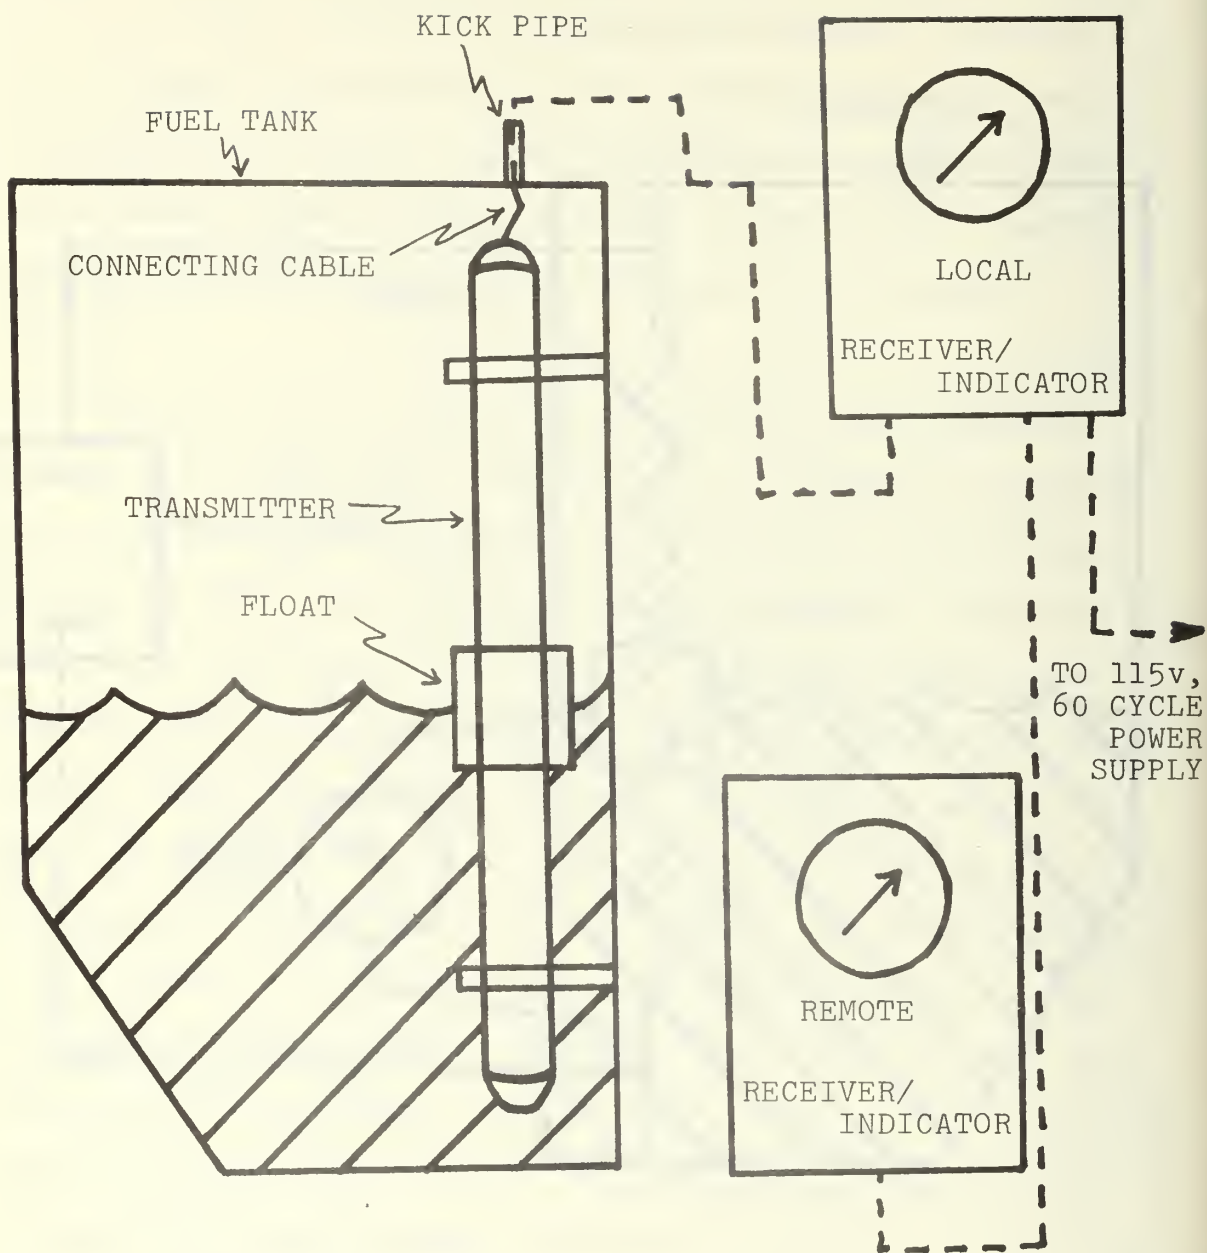 KICK PIPE
FUEL TANK
CONNECTING CABLE
LOCAL
RECEIVER/
INDICATOR
TRANSMITTER
FLOAT
TO 115v,
60 CYCLE
POWER
SUPPLY
REMOTE
RECEIVER/
INDICATOR